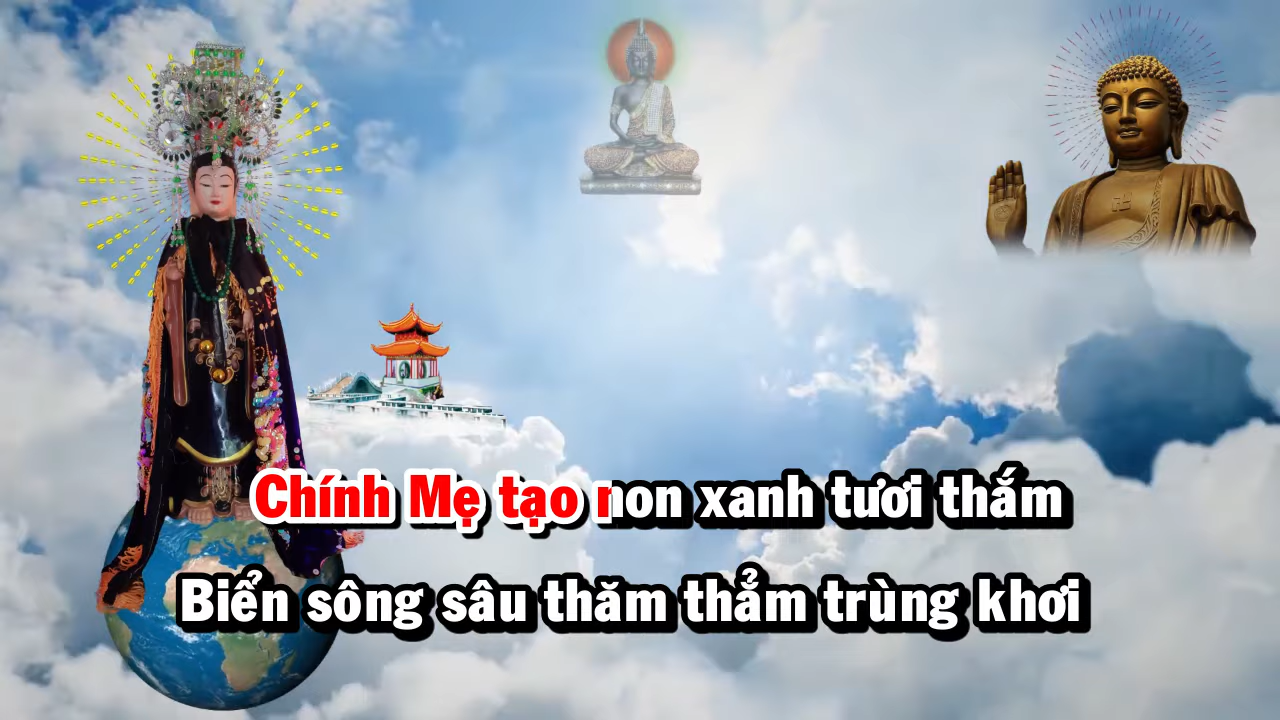 Chính Mẹ tạo non xanh tươi thắm
Biển sông sâu thăm thẳm trùng khơi